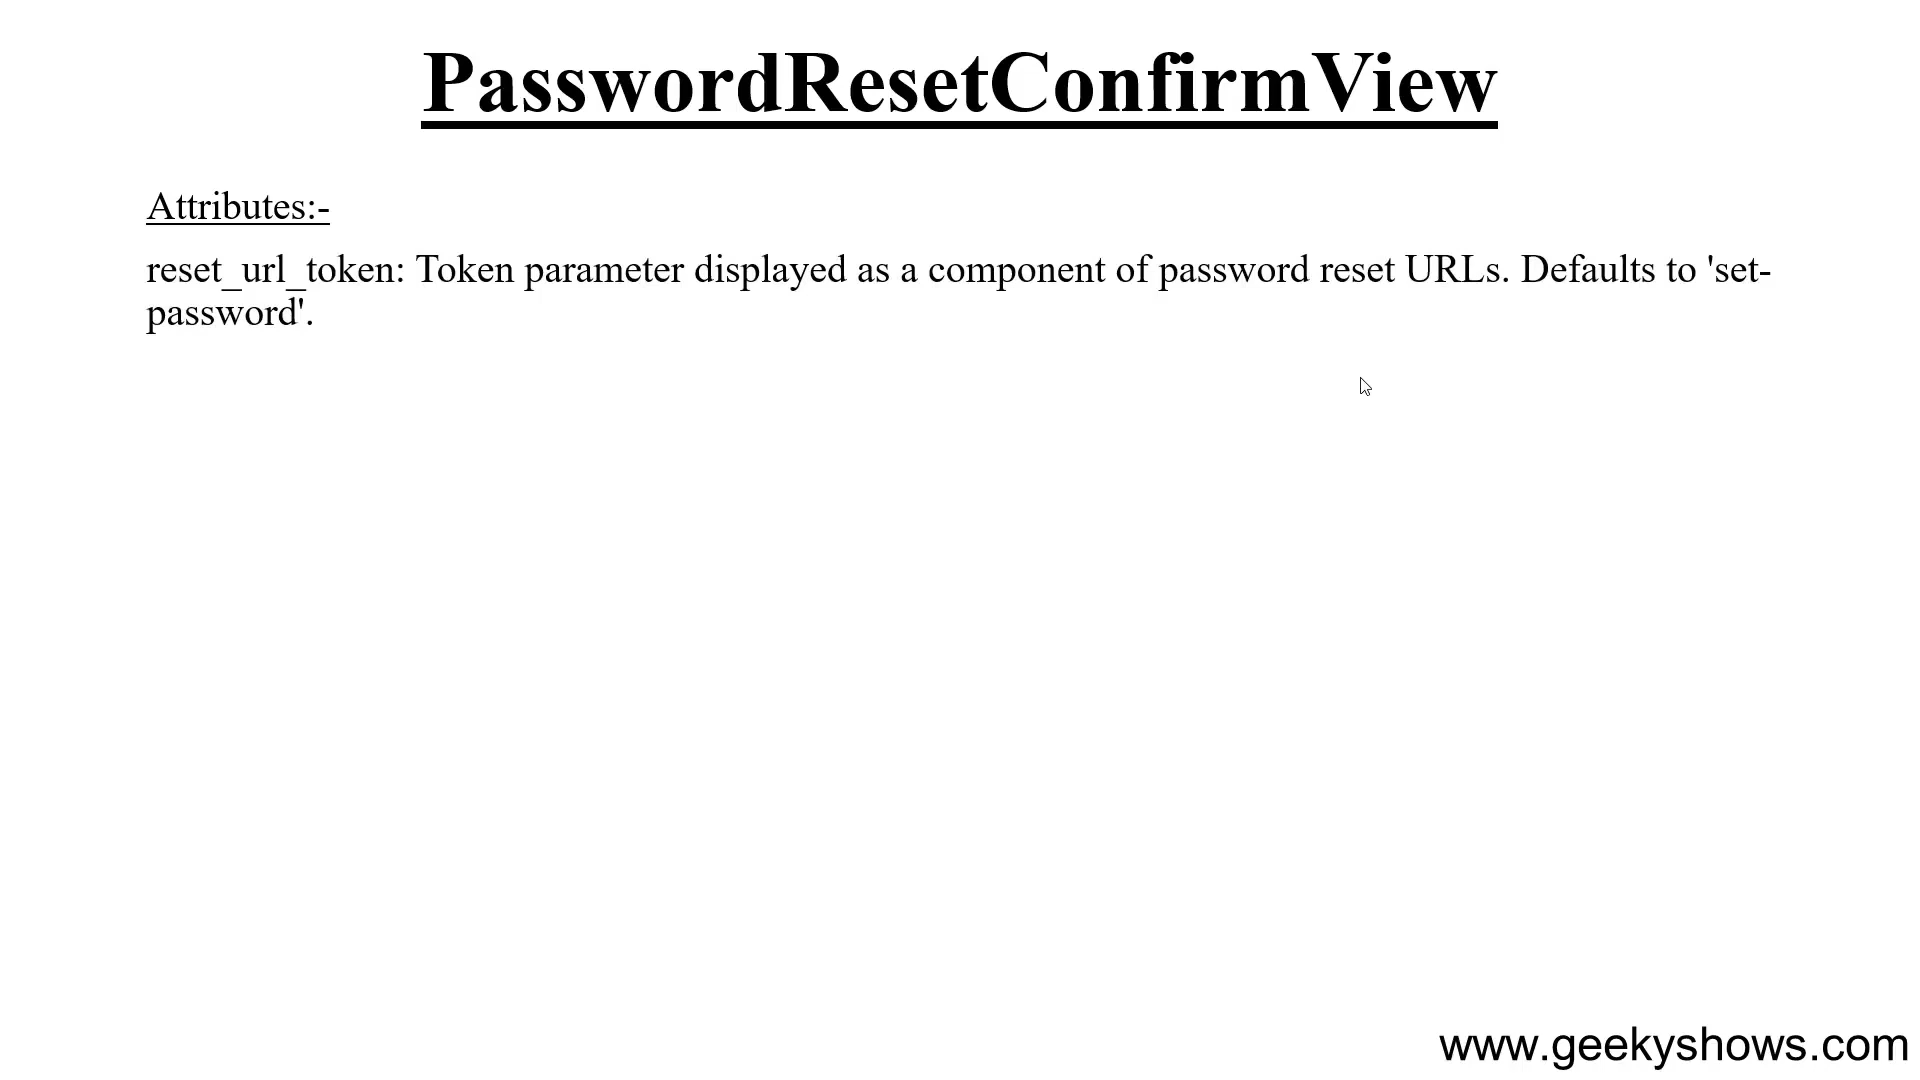 PasswordResetConfirmView
Attributes:-
reset_url_token: Token parameter displayed as a component of password reset URLs. Defaults to 'set-
password'.
www.geekyshows.com